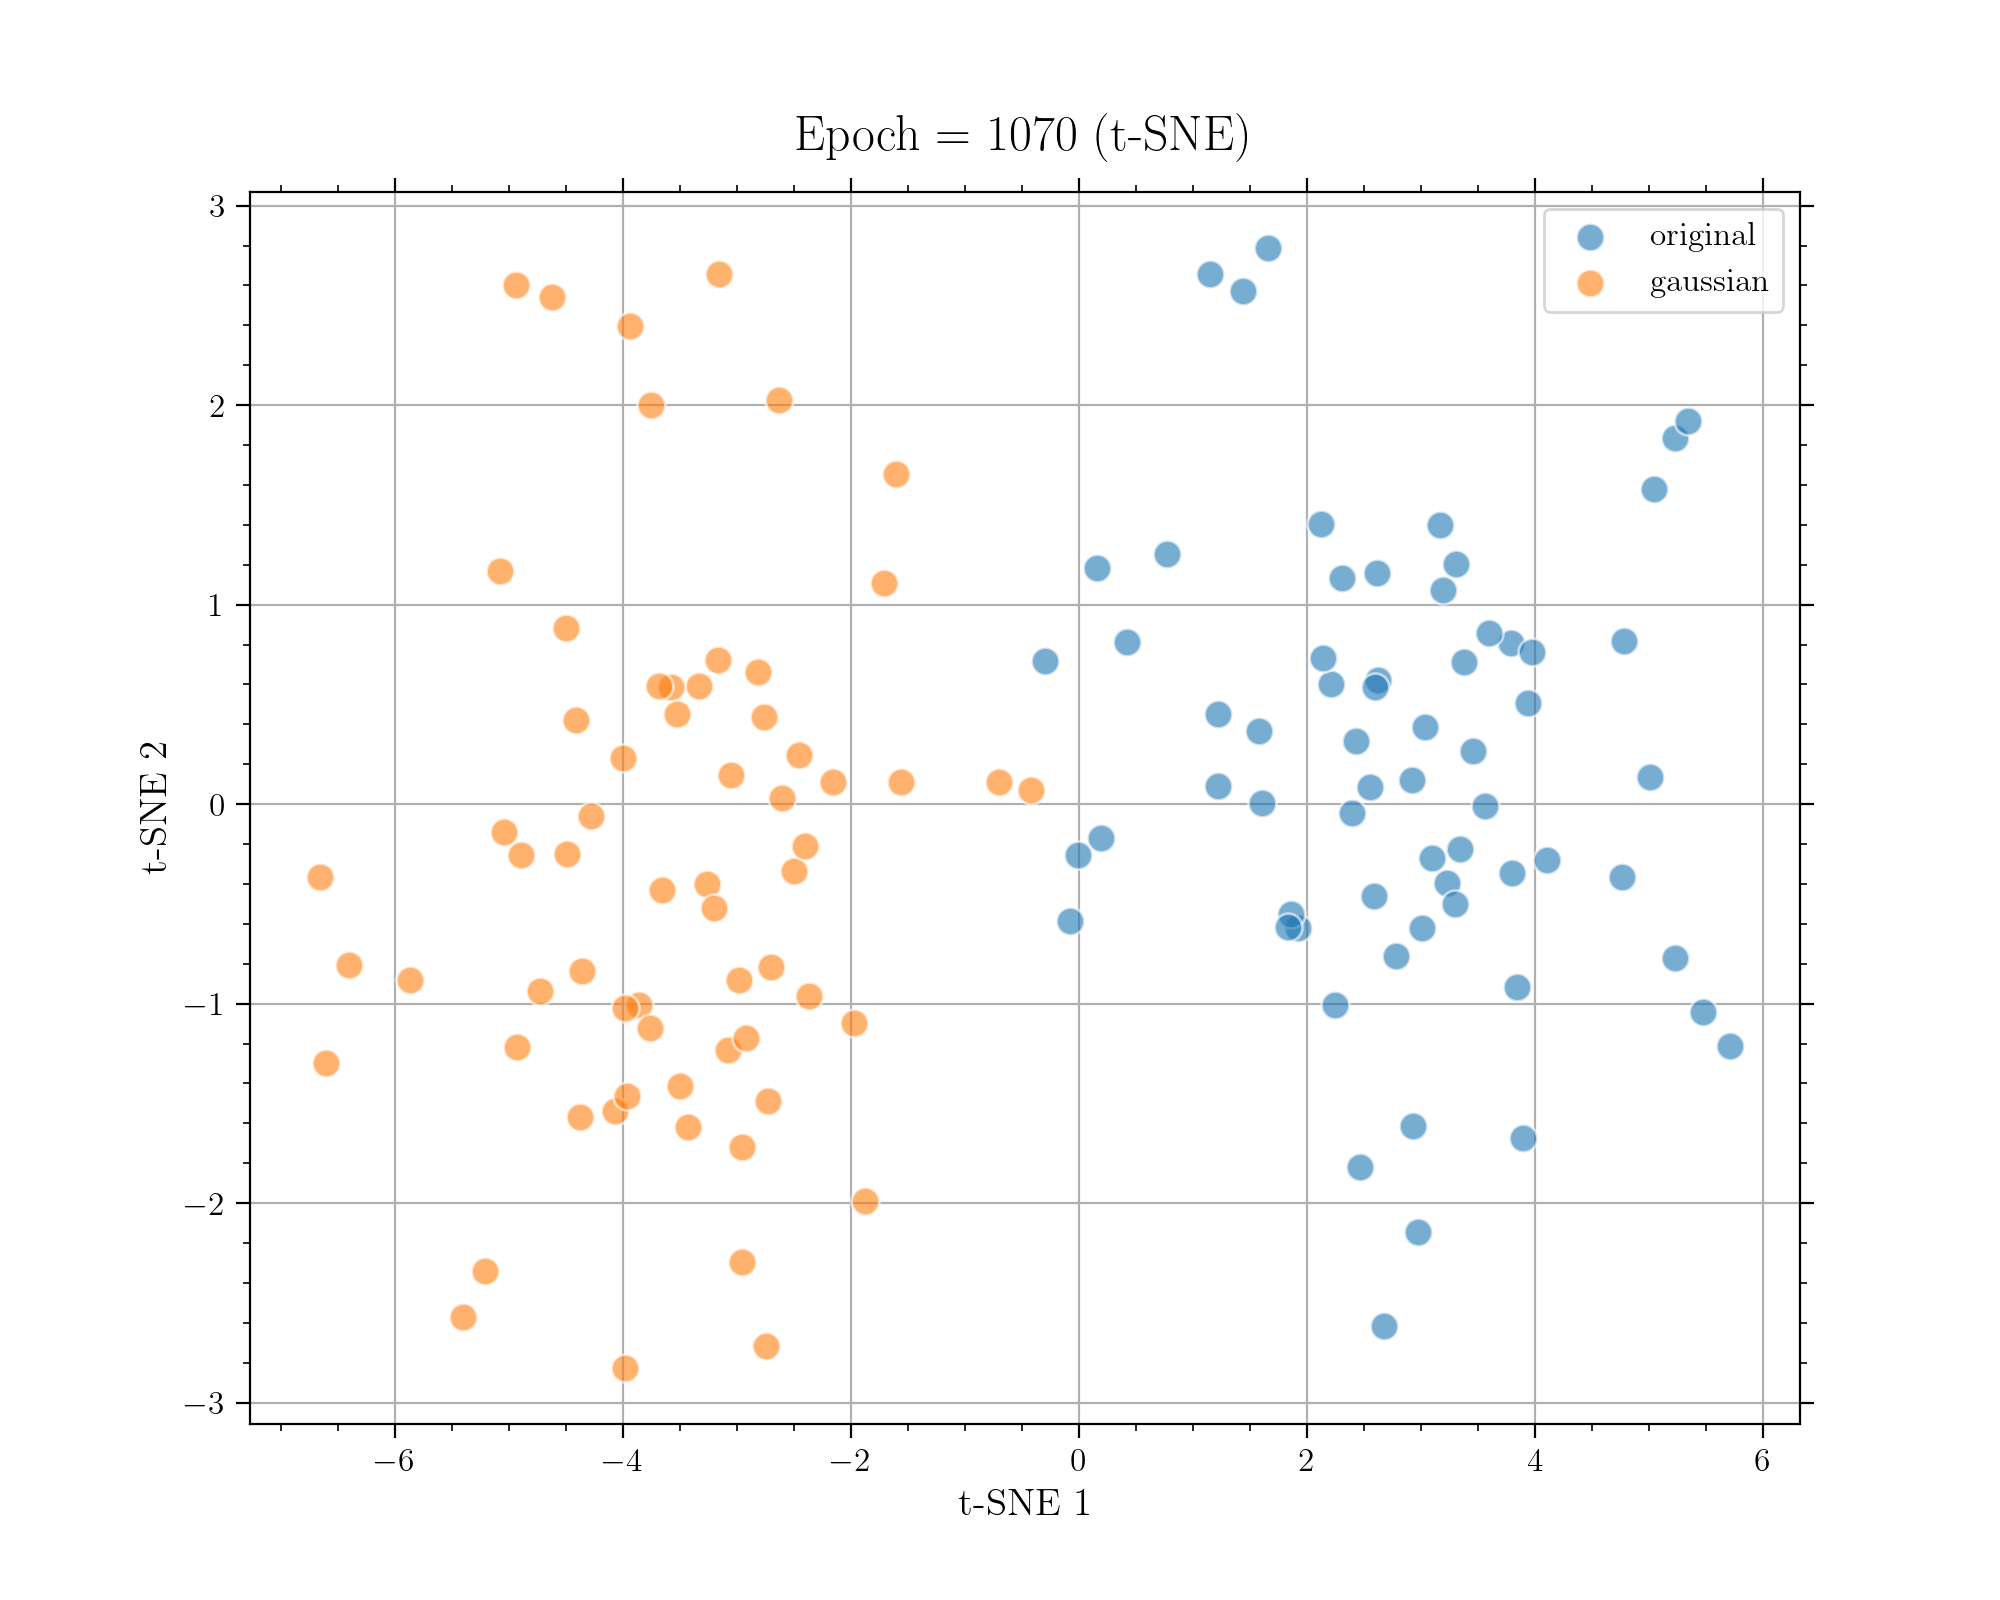 Epoch = 1070 (t-SNE)
original
gaussian
3
2
1
0
−1
−2
−3
t-SNE 2
−6 −4 −2 0 2 4 6
t-SNE 1